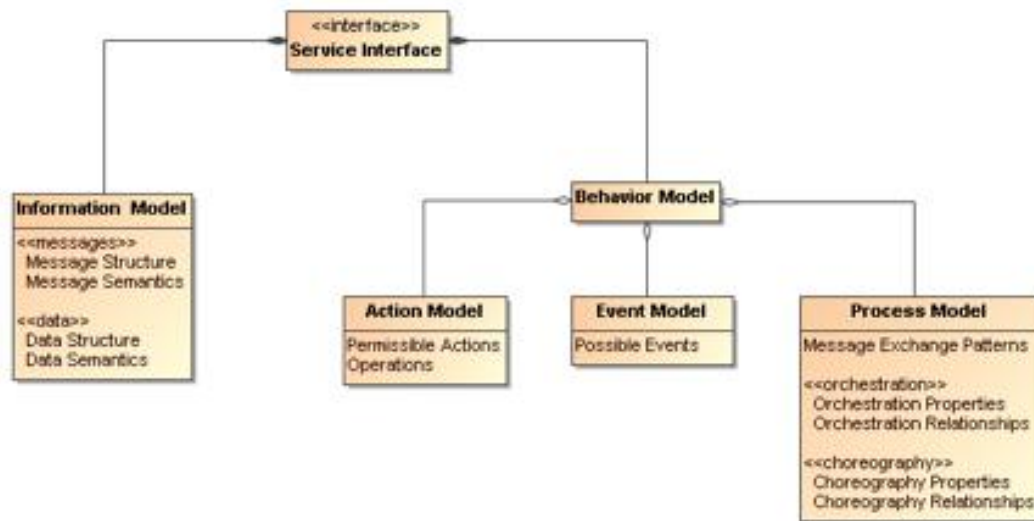 <<interface>>
Service Interface
Information Model
<<messages>>
Message Structure
Message Semantics
<<data>>
Data Structure
Data Semantics
Behavior Model
Action Model
Permissible Actions
Operations
Event Model
Possible Events
Process Model
Message Exchange Patterns
<<orchestration>>
Orchestration Properties
Orchestration Relationships
<<choreography>>
Choreography Properties
Choreography Relationships